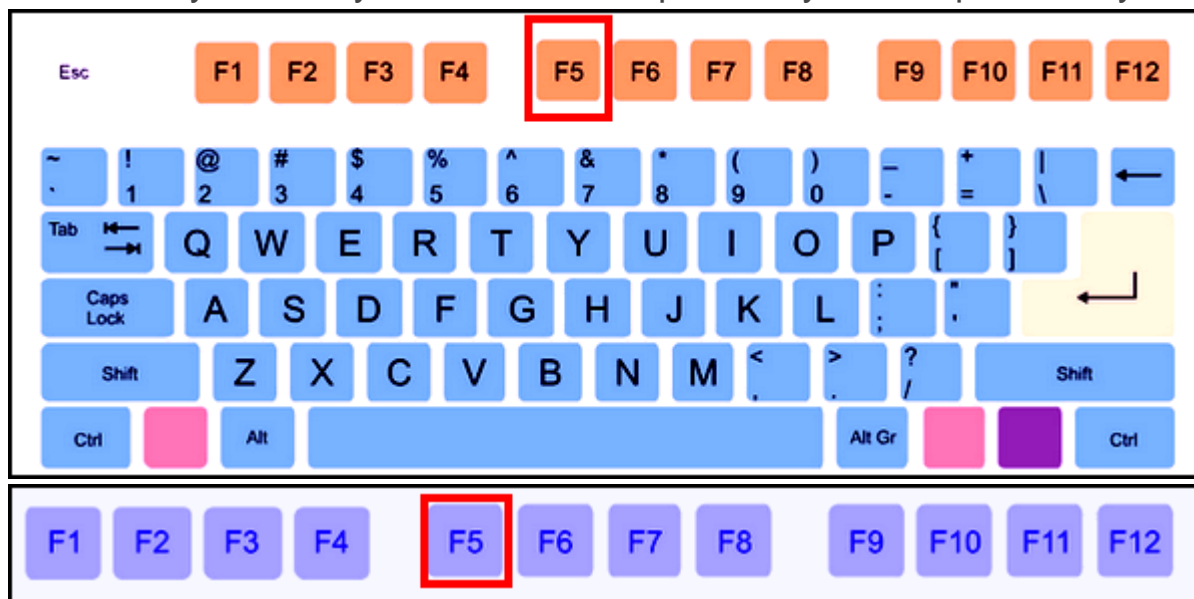 Esc F1 F2 F3 F4 F5 F6 F7 F8 F9 F10 F11 F12
~ ! @ # $ % ^ & * ( ) _ + |
` 1 2 3 4 5 6 7 8 9 0 - = \
Tab Q W E R T Y U I O P { }
[ ]
Caps Lock A S D F G H J K L : "
; '
Shift Z X C V B N M < > ? Shift
, . /
Ctrl Alt Alt Gr Ctrl
F1 F2 F3 F4 F5 F6 F7 F8 F9 F10 F11 F12